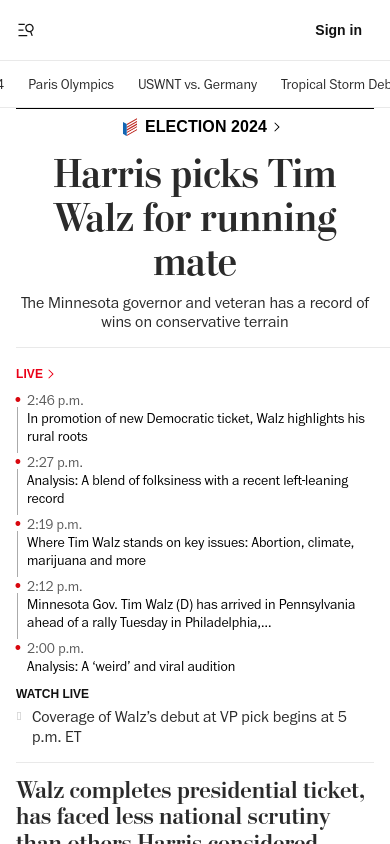 Sign in
4 Paris Olympics USWNT vs. Germany Tropical Storm Deb
ELECTION 2024
Harris picks Tim
Walz for running
mate
The Minnesota governor and veteran has a record of
wins on conservative terrain
LIVE
2:46 p.m.
In promotion of new Democratic ticket, Walz highlights his
rural roots
2:27 p.m.
Analysis: A blend of folksiness with a recent left-leaning
record
2:19 p.m.
Where Tim Walz stands on key issues: Abortion, climate,
marijuana and more
2:12 p.m.
Minnesota Gov. Tim Walz (D) has arrived in Pennsylvania
ahead of a rally Tuesday in Philadelphia,...
2:00 p.m.
Analysis: A ‘weird’ and viral audition
WATCH LIVE
Coverage of Walz’s debut at VP pick begins at 5
p.m. ET
Walz completes presidential ticket,
has faced less national scrutiny
than others Harris considered